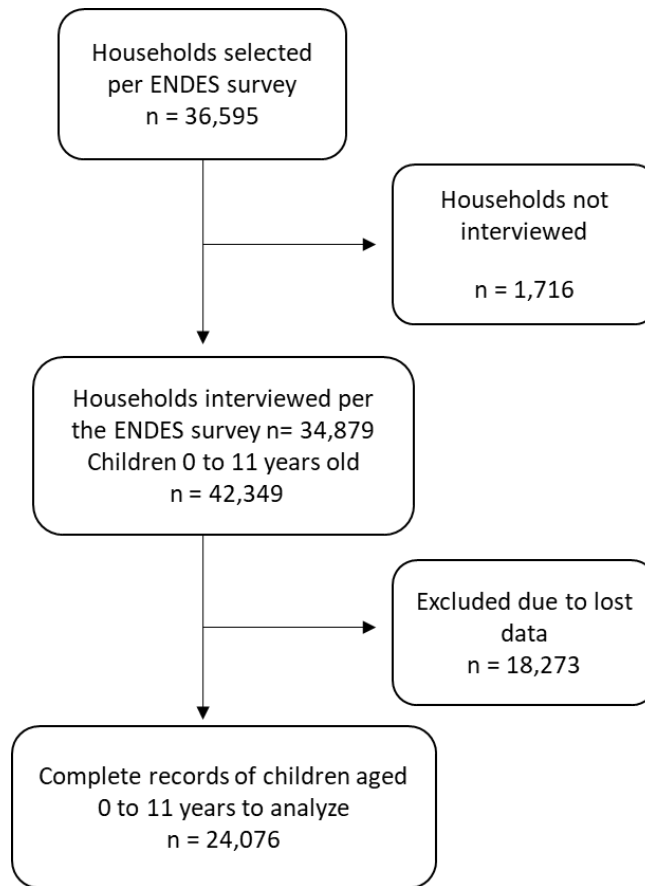 Households selected
per ENDES survey
n = 36,595
Households not
interviewed
n = 1,716
Households interviewed per
the ENDES survey n= 34,879
Children 0 to 11 years old
n = 42,349
Excluded due to lost
data
n = 18,273
Complete records of children aged
0 to 11 years to analyze
n = 24,076